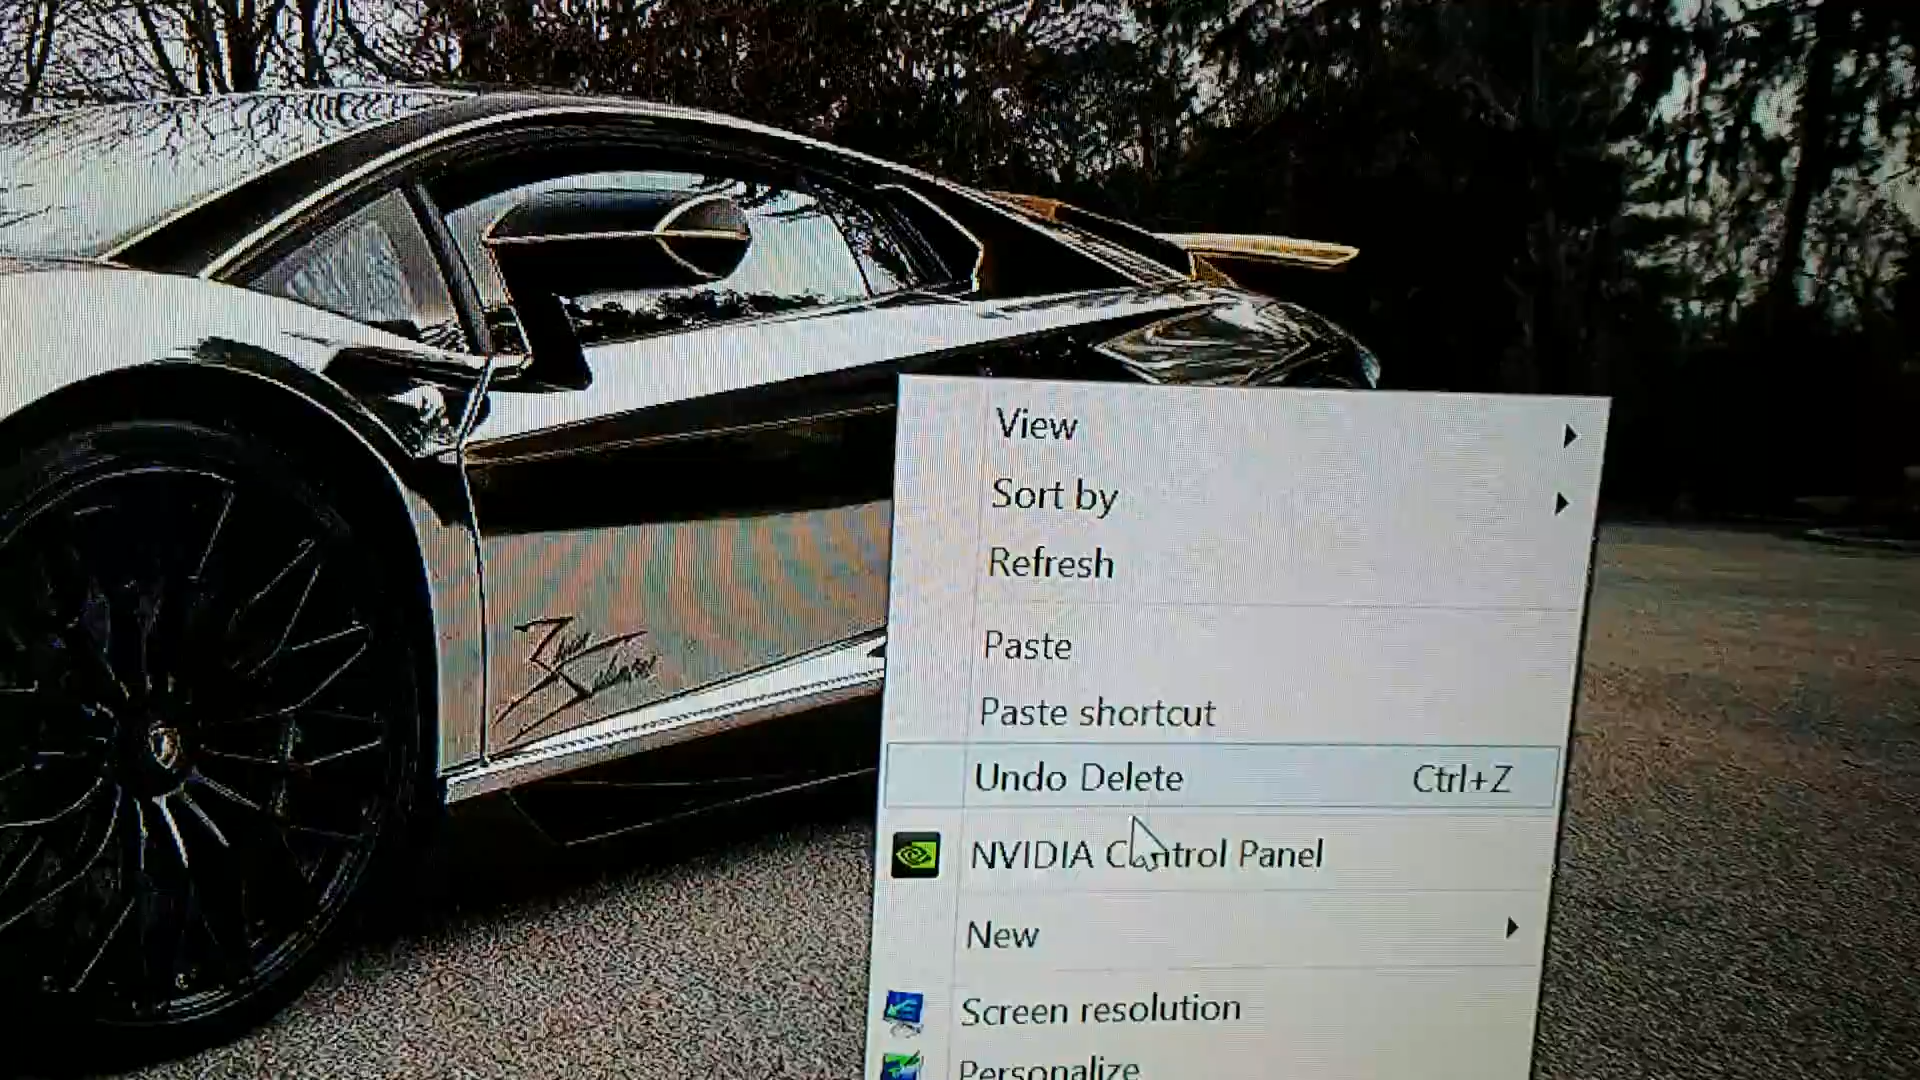 View
Sort by
Refresh
Paste
Paste shortcut
Undo Delete Ctrl+Z
NVIDIA Control Panel
New
Screen resolution
Personalize